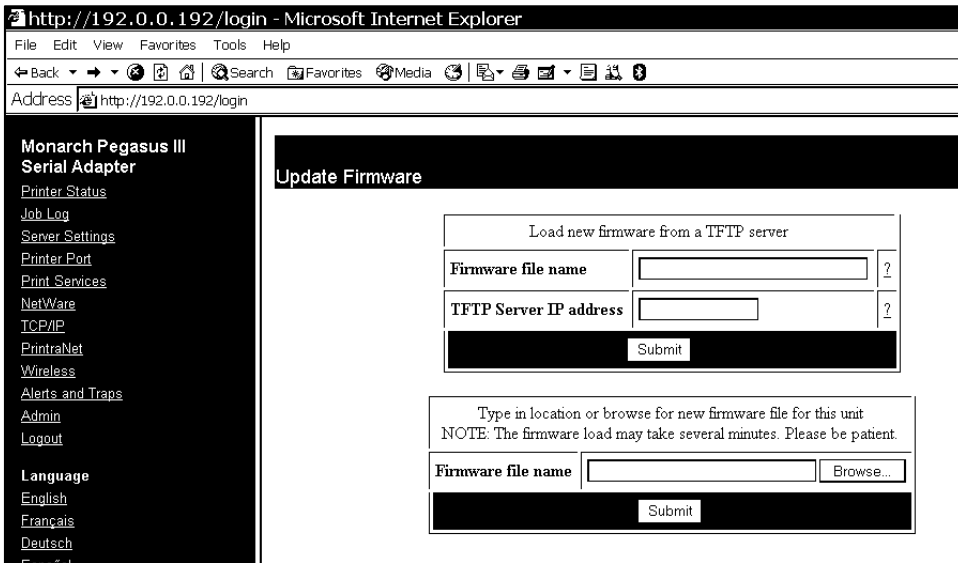 http://192.0.0.192/login - Microsoft Internet Explorer
File Edit View Favorites Tools Help
Back Search Favorites Media
Address http://192.0.0.192/login
Monarch Pegasus III
Serial Adapter
Printer Status
Job Log
Server Settings
Printer Port
Print Services
NetWare
TCP/IP
PrintraNet
Wireless
Alerts and Traps
Admin
Logout
Language
English
Français
Deutsch
Update Firmware
Load new firmware from a TFTP server
Firmware file name ?
TFTP Server IP address ?
Submit
Type in location or browse for new firmware file for this unit
NOTE: The firmware load may take several minutes. Please be patient.
Firmware file name Browse...
Submit